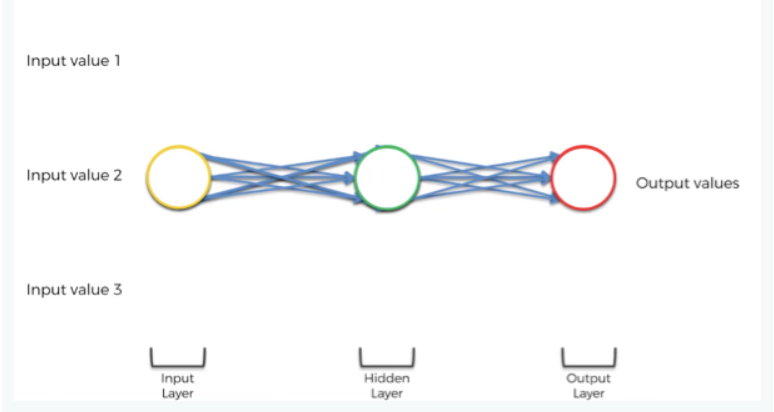 Input value 1
Input value 2
Output values
Input value 3
Input
Layer
Hidden
Layer
Output
Layer